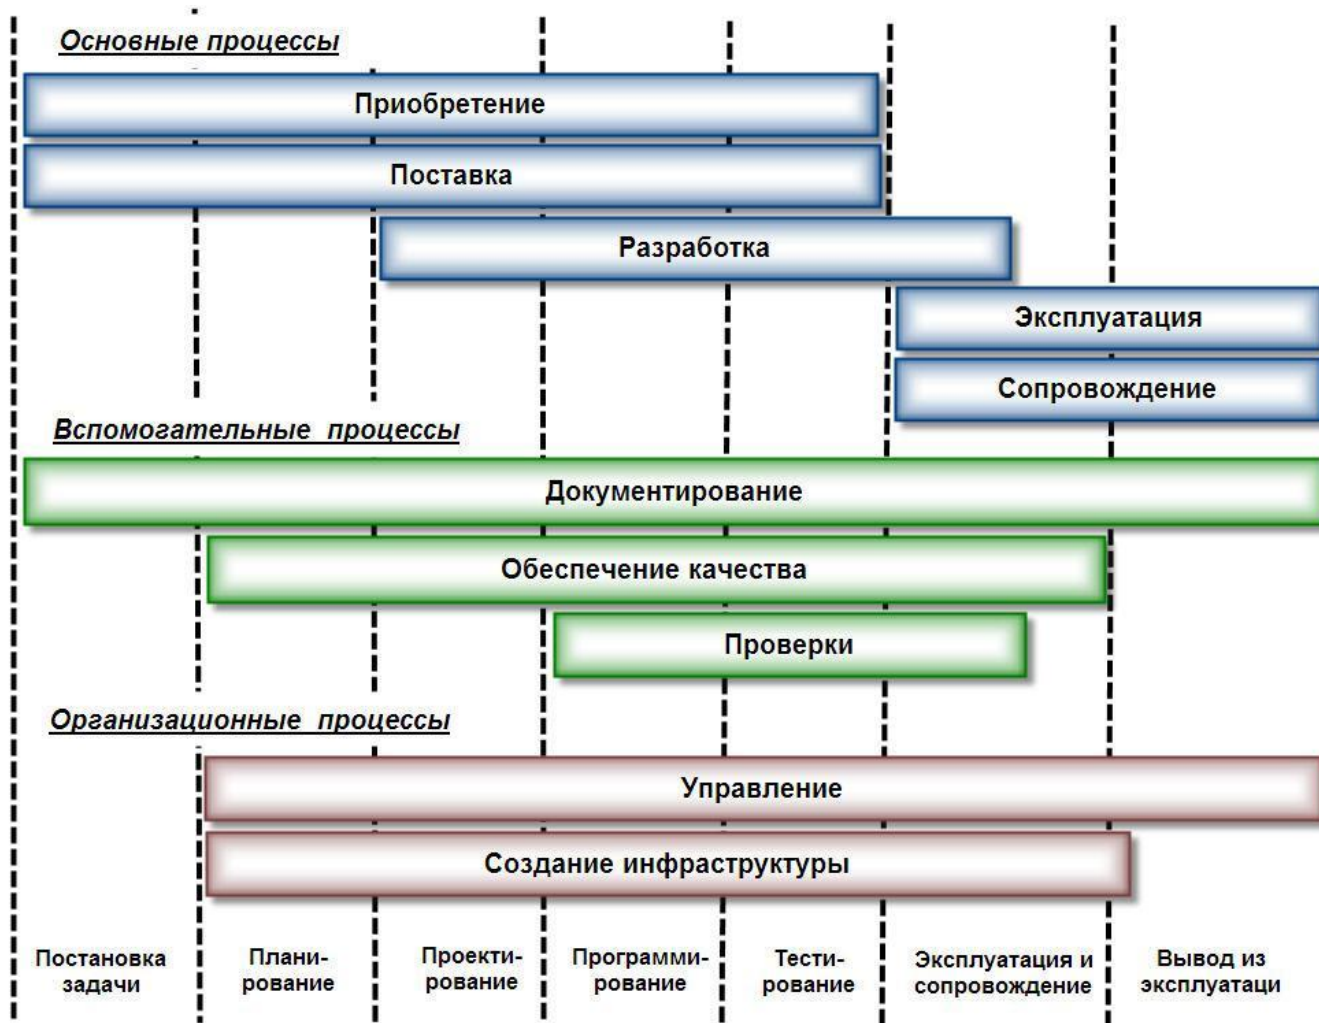 Основные процессы
Приобретение
Поставка
Разработка
Эксплуатация
Сопровождение
Вспомогательные процессы
Документирование
Обеспечение качества
Проверки
Организационные процессы
Управление
Создание инфраструктуры
Постановка
задачи
Плани-
рование
Проекти-
рование
Программи-
рование
Тести-
рование
Эксплуатация и
сопровождение
Вывод из
эксплуатаци